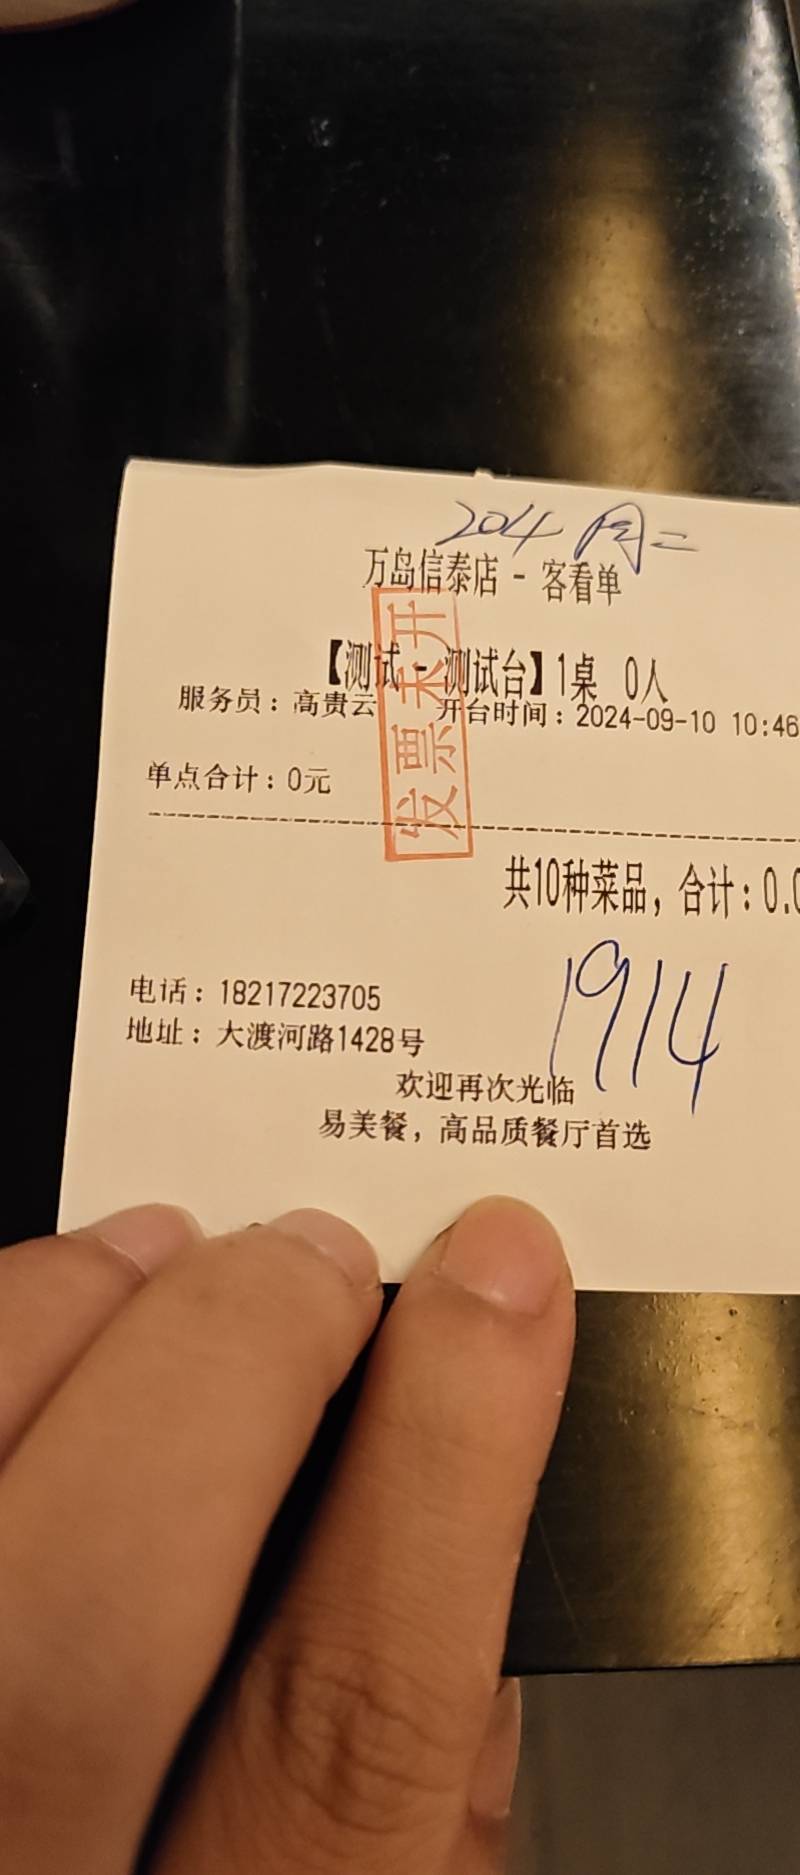 204 周二
万岛信泰店 - 客看单
【测试 - 测试台】1桌 0人
服务员：高贵云 开台时间：2024-09-10 10:46
发票未开
单点合计：0元
共10种菜品，合计：0.0
1914
电话：18217223705
地址：大渡河路1428号
欢迎再次光临
易美餐，高品质餐厅首选